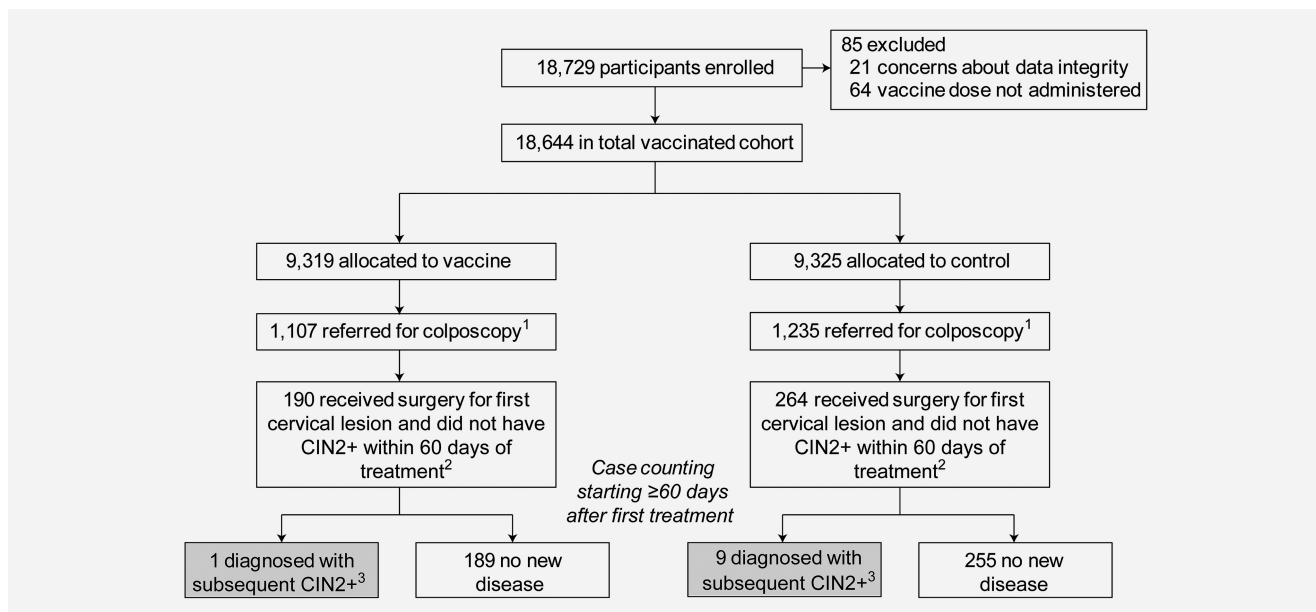 18,729 participants enrolled
85 excluded
21 concerns about data integrity
64 vaccine dose not administered
18,644 in total vaccinated cohort
9,319 allocated to vaccine
9,325 allocated to control
1,107 referred for colposcopy1
1,235 referred for colposcopy1
190 received surgery for first
cervical lesion and did not have
CIN2+ within 60 days of
treatment2
264 received surgery for first
cervical lesion and did not have
CIN2+ within 60 days of
treatment2
Case counting
starting ≥60 days
after first treatment
1 diagnosed with
subsequent CIN2+3
189 no new
disease
9 diagnosed with
subsequent CIN2+3
255 no new
disease